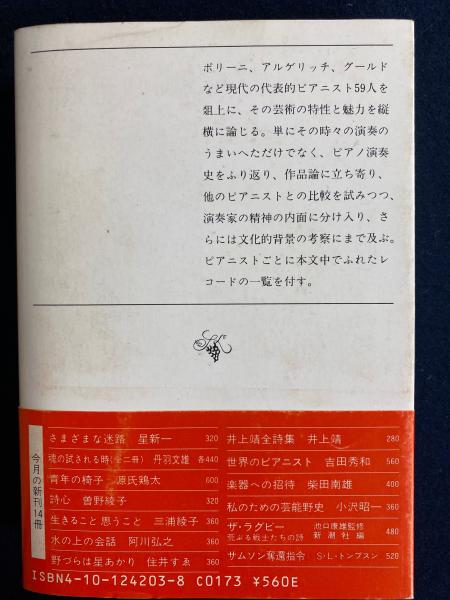 ポリーニ、アルゲリッチ、グールド
など現代の代表的ピアニスト59人を
俎上に、その芸術の特性と魅力を縦
横に論じる。単にその時々の演奏の
うまいへただけでなく、ピアノ演奏
史をふり返り、作品論に立ち寄り、
他のピアニストとの比較を試みつつ、
演奏家の精神の内面に分け入り、さ
らには文化的背景の考察にまで及ぶ。
ピアニストごとに本文中でふれたレ
コードの一覧を付す。
今月の新刊14冊
さまざまな迷路 星新一 320
魂の試される時(全二冊) 丹羽文雄 各440
青年の椅子 源氏鶏太 600
詩心 曽野綾子 320
生きること思うこと 三浦綾子 360
水の上の会話 阿川弘之 360
野づらは星あかり 住井すゑ 360
井上靖全詩集 井上靖 280
世界のピアニスト 吉田秀和 560
楽器への招待 柴田南雄 400
私のための芸能野史 小沢昭一 360
ザ・ラグビー 池口康雄監修
荒ぶる戦士たちの詩 新潮社編 480
サムソン奪還指令 S・L・トンプスン 520
ISBN4-10-124203-8 C0173 ¥560E